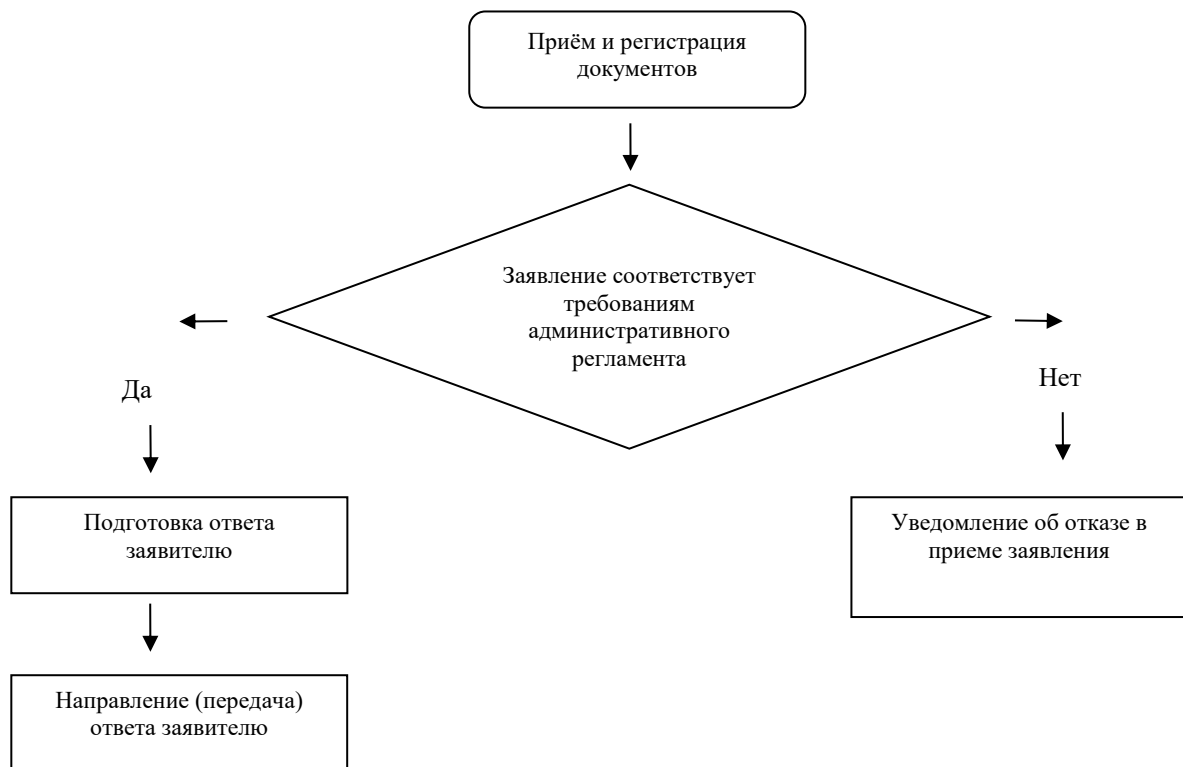 Приём и регистрация
документов
Заявление соответствует
требованиям
административного
регламента
Да
Нет
Подготовка ответа
заявителю
Уведомление об отказе в
приеме заявления
Направление (передача)
ответа заявителю